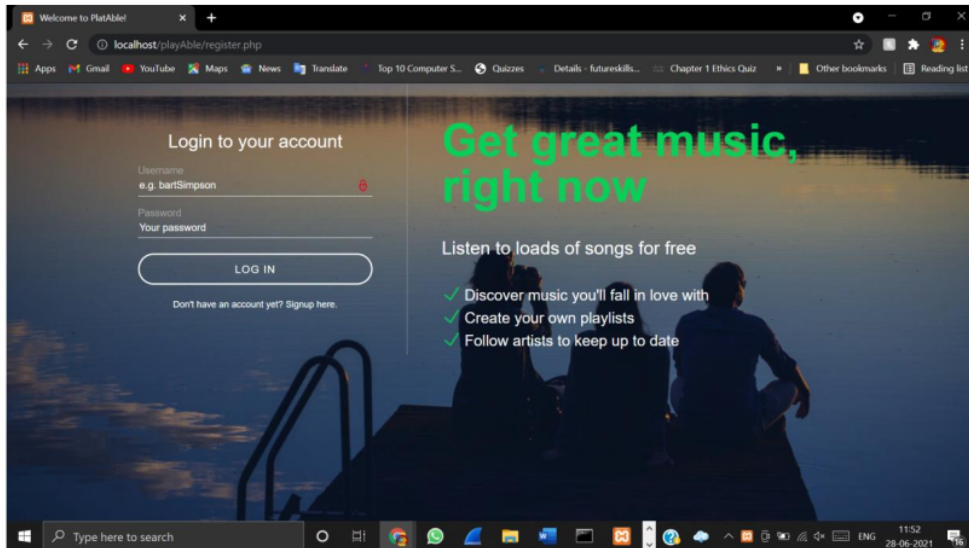 Welcome to PlatAble!
localhost/playAble/register.php
Apps Gmail YouTube Maps News Translate Top 10 Computer S... Quizzes Details - futureskills... Chapter 1 Ethics Quiz » Other bookmarks Reading list
Login to your account
Username
e.g. bartSimpson
Password
Your password
LOG IN
Don't have an account yet? Signup here.
Get great music,
right now
Listen to loads of songs for free
Discover music you'll fall in love with
Create your own playlists
Follow artists to keep up to date
Type here to search
ENG
11:52
28-06-2021
16